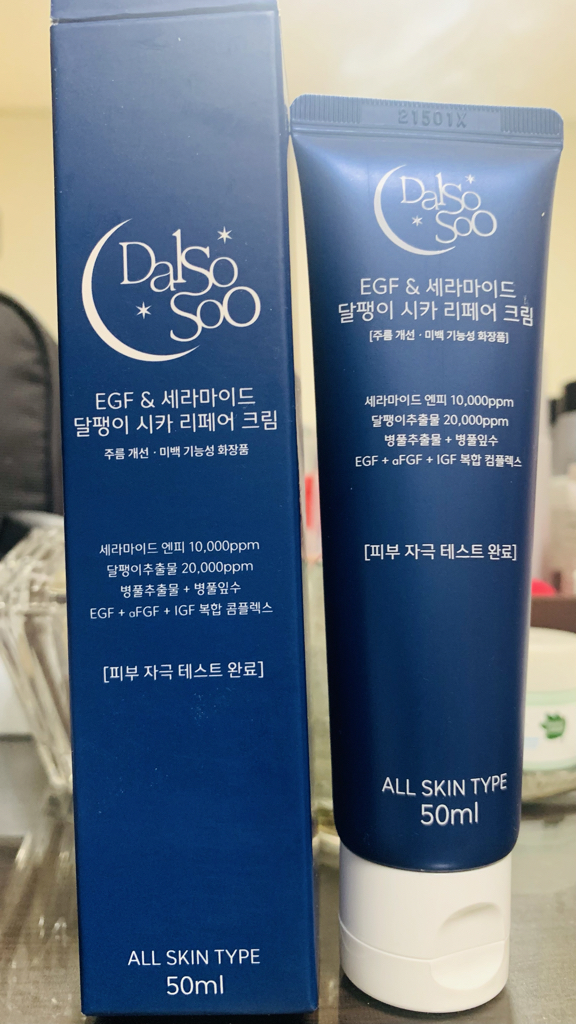 DalSo
SOO
EGF & 세라마이드
달팽이 시카 리페어 크림
주름 개선 · 미백 기능성 화장품
세라마이드 엔피 10,000ppm
달팽이추출물 20,000ppm
병풀추출물 + 병풀잎수
EGF + aFGF + IGF 복합 콤플렉스
[피부 자극 테스트 완료]
ALL SKIN TYPE
50ml
21501X
DalSo
SOO
EGF & 세라마이드
달팽이 시카 리페어 크림
[주름 개선 · 미백 기능성 화장품]
세라마이드 엔피 10,000ppm
달팽이추출물 20,000ppm
병풀추출물 + 병풀잎수
EGF + aFGF + IGF 복합 컴플렉스
[피부 자극 테스트 완료]
ALL SKIN TYPE
50ml